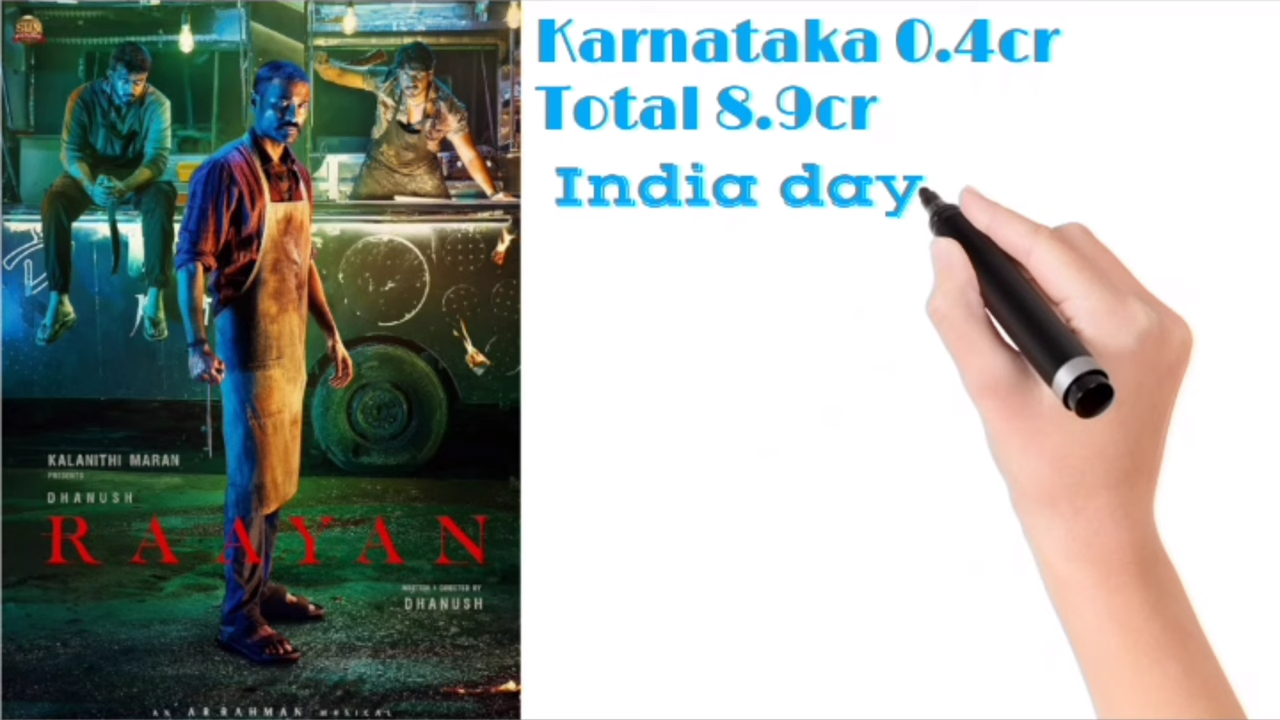 SUN
KALANITHI MARAN
PRESENTS
DHANUSH
RAAYAN
WRITTEN & DIRECTED BY
DHANUSH
AN A R RAHMAN MUSICAL
Karnataka 0.4cr
Total 8.9cr
India day